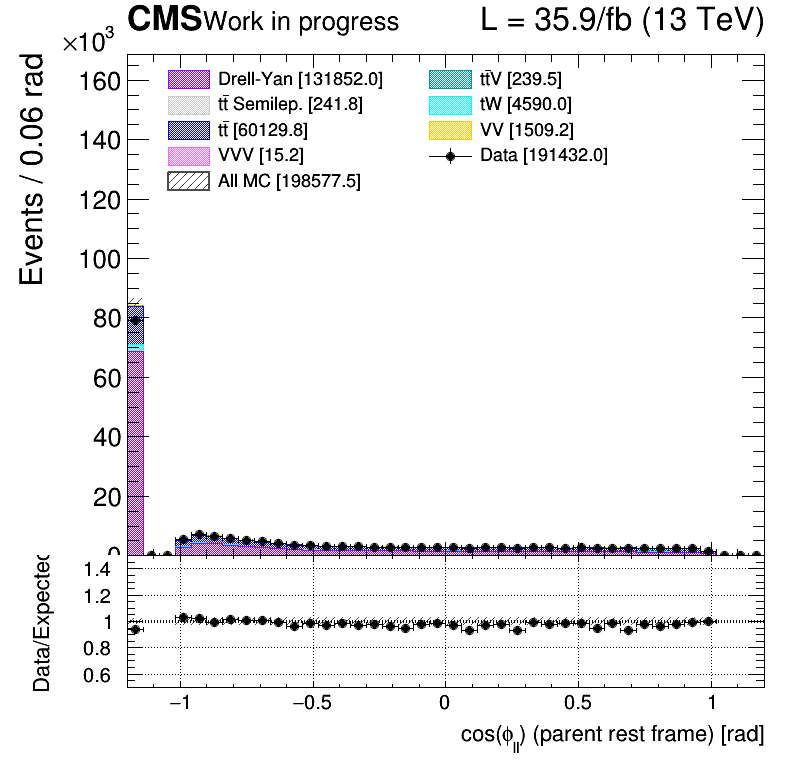 CMS Work in progress L = 35.9/fb (13 TeV)
×10³
Events / 0.06 rad
Drell-Yan [131852.0]
tt̄ Semilep. [241.8]
tt̄ [60129.8]
VVV [15.2]
All MC [198577.5]
tt̄V [239.5]
tW [4590.0]
VV [1509.2]
Data [191432.0]
160
140
120
100
80
60
40
20
0
Data/Expected
1.4
1.2
1
0.8
0.6
−1 −0.5 0 0.5 1
cos(ϕ_ll) (parent rest frame) [rad]